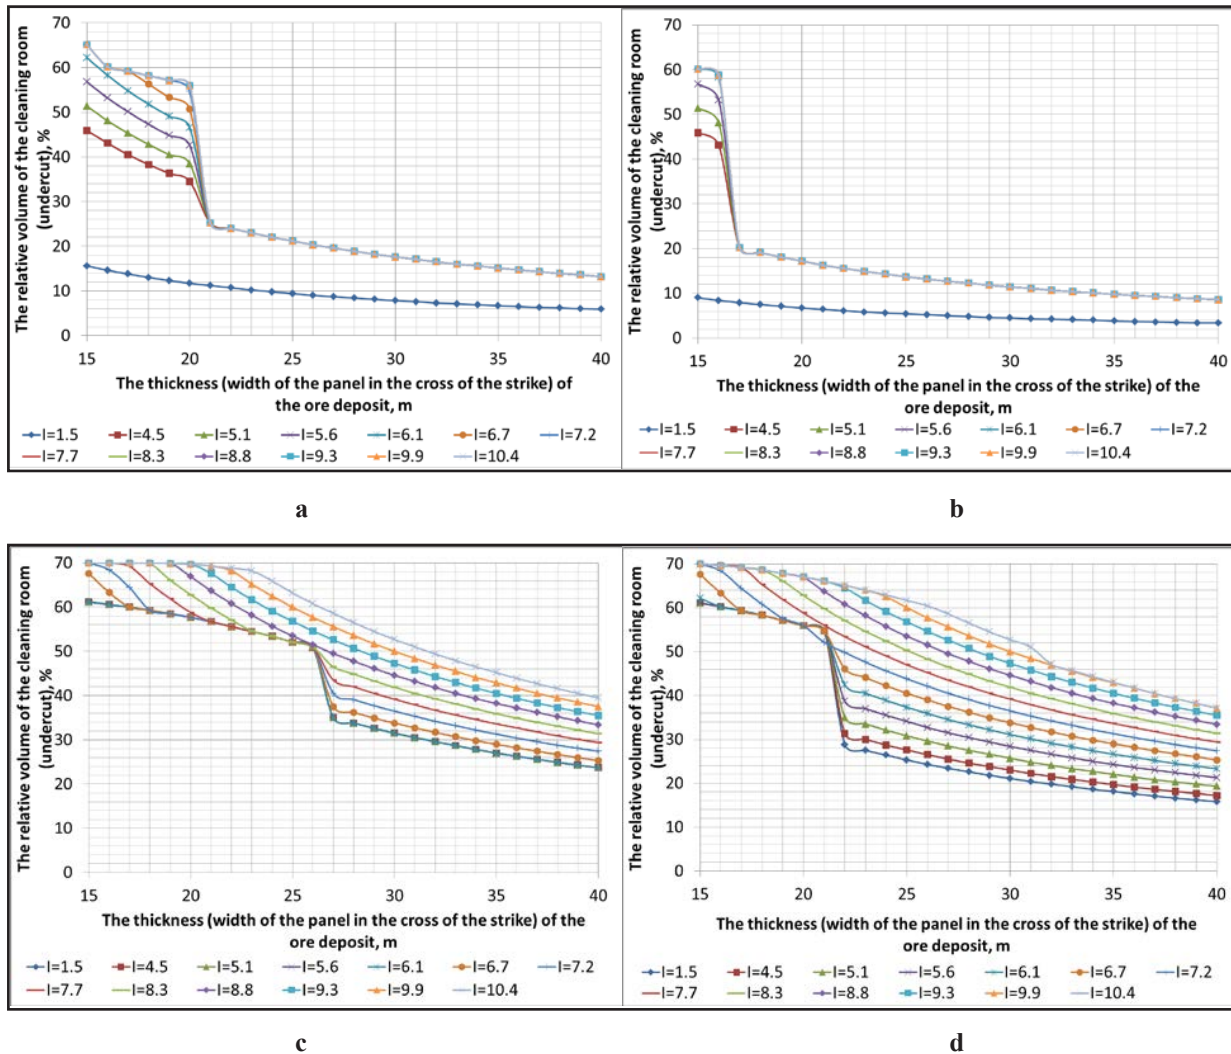 The relative volume of the cleaning room
(undercut), %
70
60
50
40
30
20
10
0
15
20
25
30
35
40
The thickness (width of the panel in the cross of the strike) of
the ore deposit, m
l=1.5 l=4.5 l=5.1 l=5.6 l=6.1 l=6.7 l=7.2
l=7.7 l=8.3 l=8.8 l=9.3 l=9.9 l=10.4
a
The relative volume of the cleaning room
(undercut), %
70
60
50
40
30
20
10
0
15
20
25
30
35
40
The thickness (width of the panel in the cross of the strike) of the
ore deposit, m
l=1.5 l=4.5 l=5.1 l=5.6 l=6.1 l=6.7 l=7.2
l=7.7 l=8.3 l=8.8 l=9.3 l=9.9 l=10.4
b
The relative volume of the cleaning room
(undercut), %
70
60
50
40
30
20
10
0
15
20
25
30
35
40
The thickness (width of the panel in the cross of the strike) of the
ore deposit, m
l=1.5 l=4.5 l=5.1 l=5.6 l=6.1 l=6.7 l=7.2
l=7.7 l=8.3 l=8.8 l=9.3 l=9.9 l=10.4
c
The relative volume of the cleaning room
(undercut), %
70
60
50
40
30
20
10
0
15
20
25
30
35
40
The thickness (width of the panel in the cross of the strike) of the
ore deposit, m
l=1.5 l=4.5 l=5.1 l=5.6 l=6.1 l=6.7 l=7.2
l=7.7 l=8.3 l=8.8 l=9.3 l=9.9 l=10.4
d